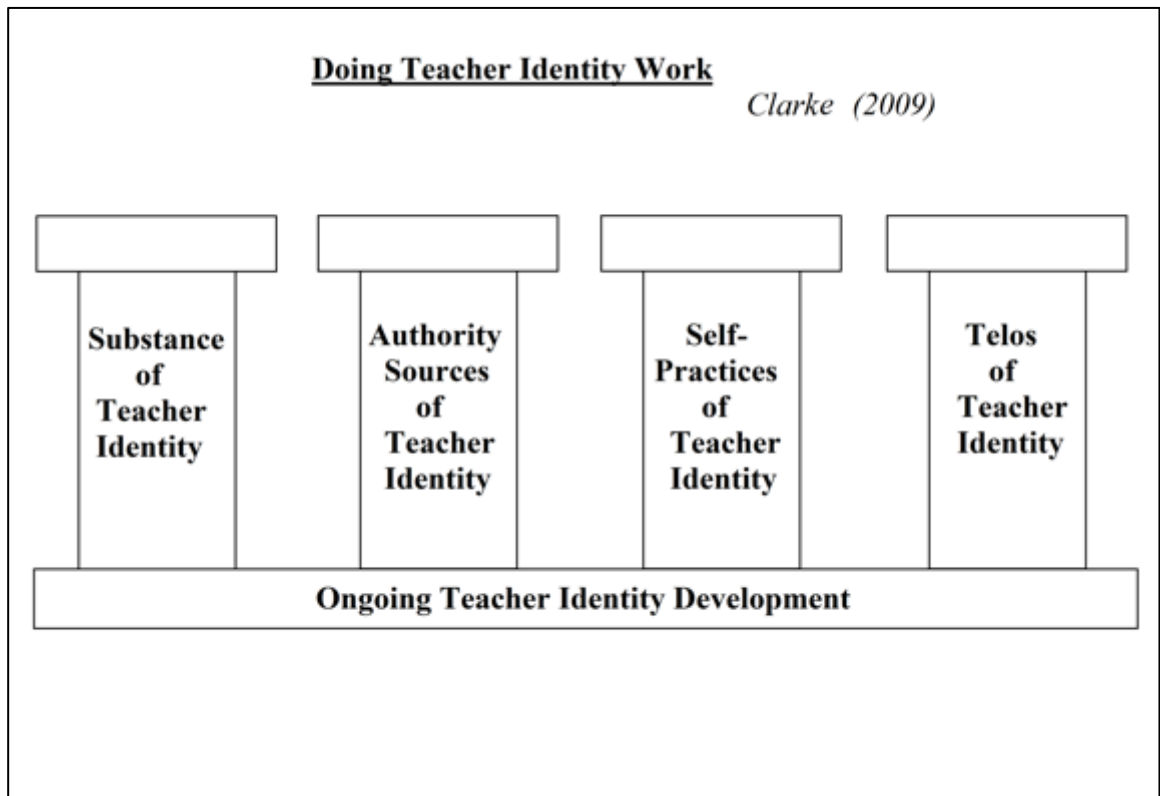 Doing Teacher Identity Work
Clarke (2009)
Substance
of
Teacher
Identity
Authority
Sources
of
Teacher
Identity
Self-
Practices
of
Teacher
Identity
Telos
of
Teacher
Identity
Ongoing Teacher Identity Development